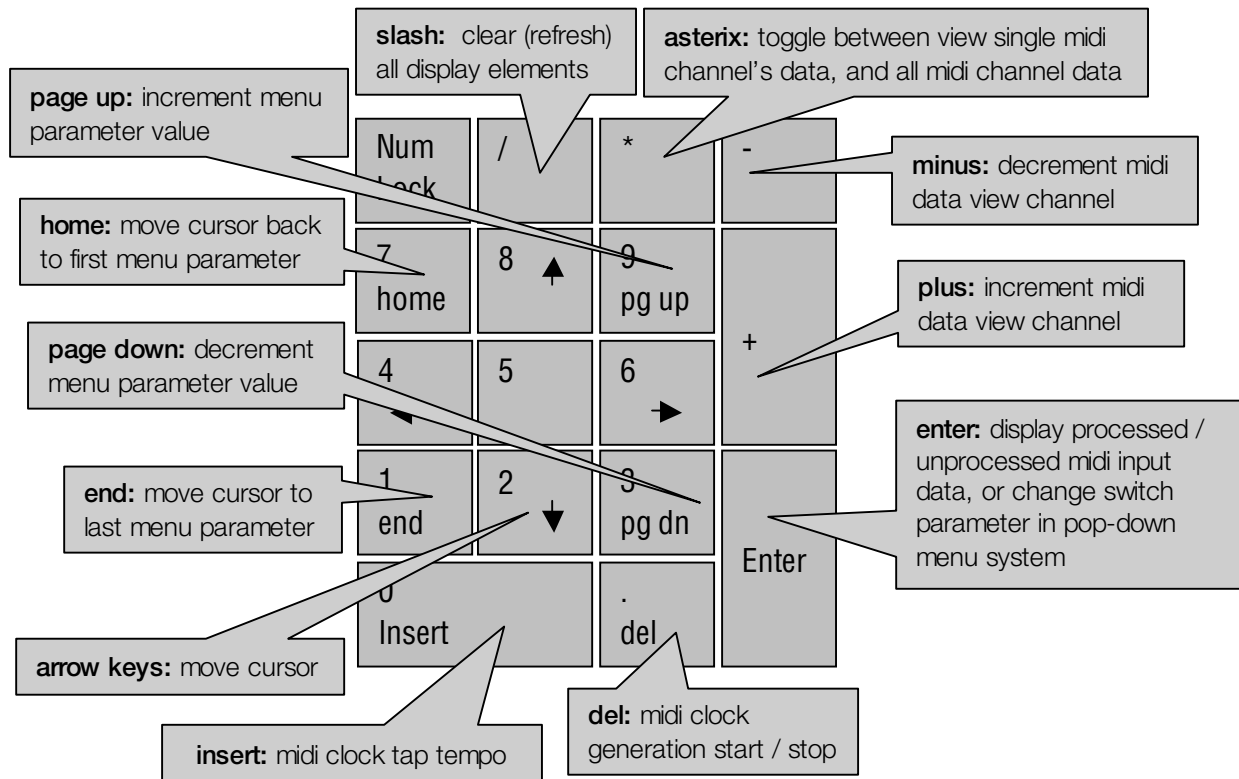 slash: clear (refresh)
all display elements
asterix: toggle between view single midi
channel's data, and all midi channel data
page up: increment menu
parameter value
Num
Lock
/
*
-
minus: decrement midi
data view channel
home: move cursor back
to first menu parameter
7
home
8
9
pg up
plus: increment midi
data view channel
+
page down: decrement
menu parameter value
4
5
6
enter: display processed /
unprocessed midi input
data, or change switch
parameter in pop-down
menu system
end: move cursor to
last menu parameter
1
end
2
3
pg dn
Enter
0
Insert
.
del
arrow keys: move cursor
insert: midi clock tap tempo
del: midi clock
generation start / stop